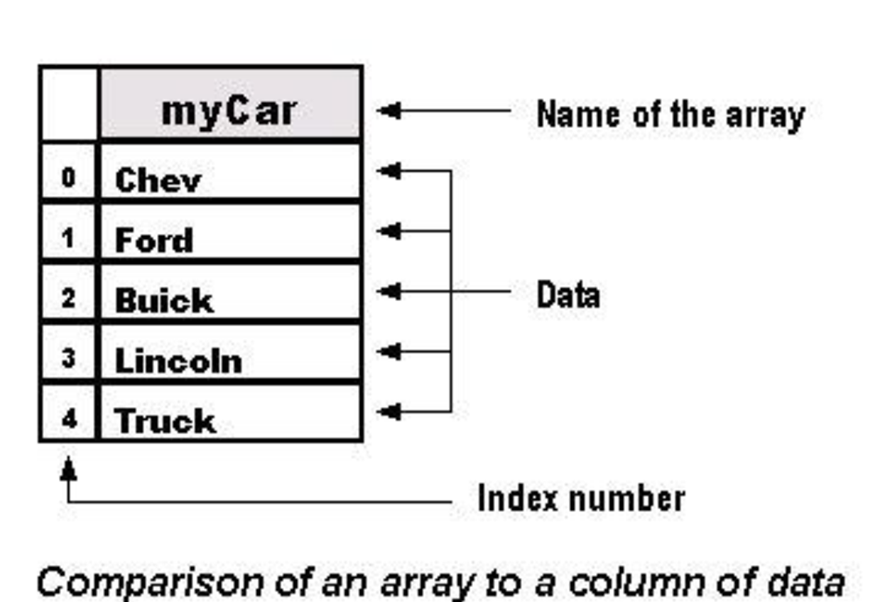 myCar
Name of the array
0 Chev
1 Ford
2 Buick
Data
3 Lincoln
4 Truck
Index number
Comparison of an array to a column of data